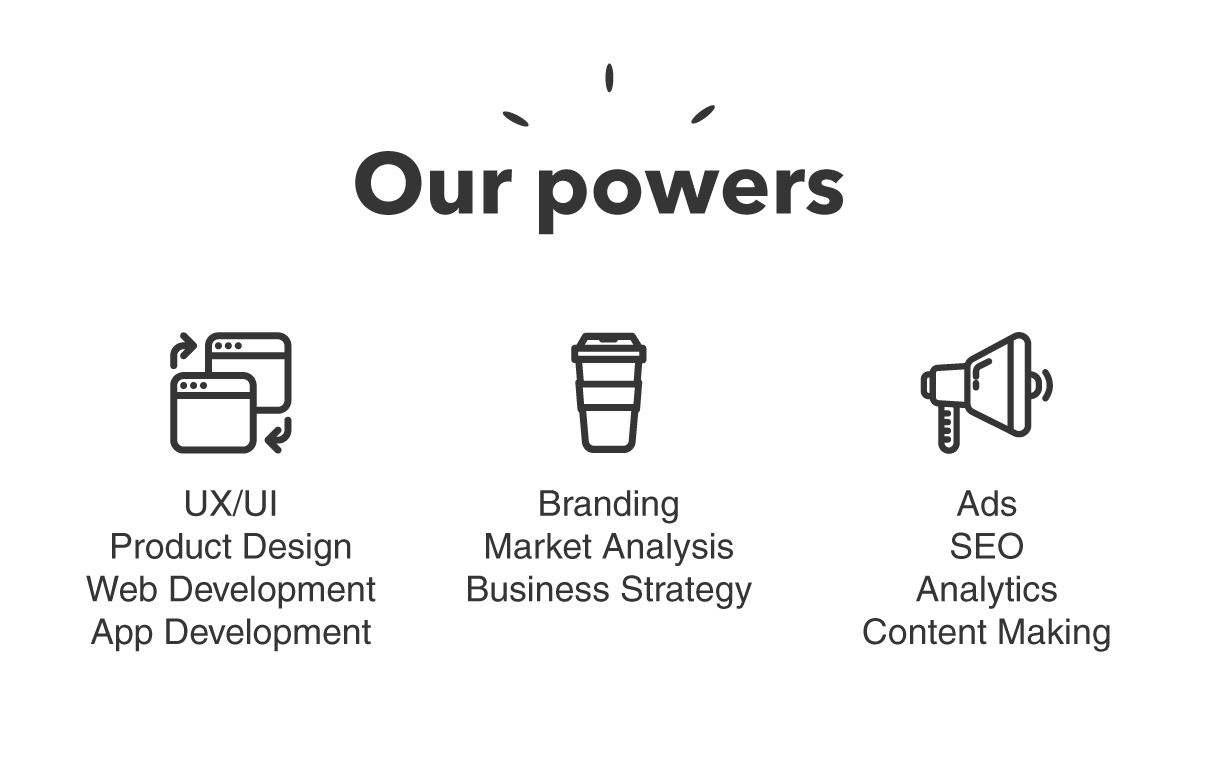 Our powers
UX/UI
Product Design
Web Development
App Development
Branding
Market Analysis
Business Strategy
Ads
SEO
Analytics
Content Making